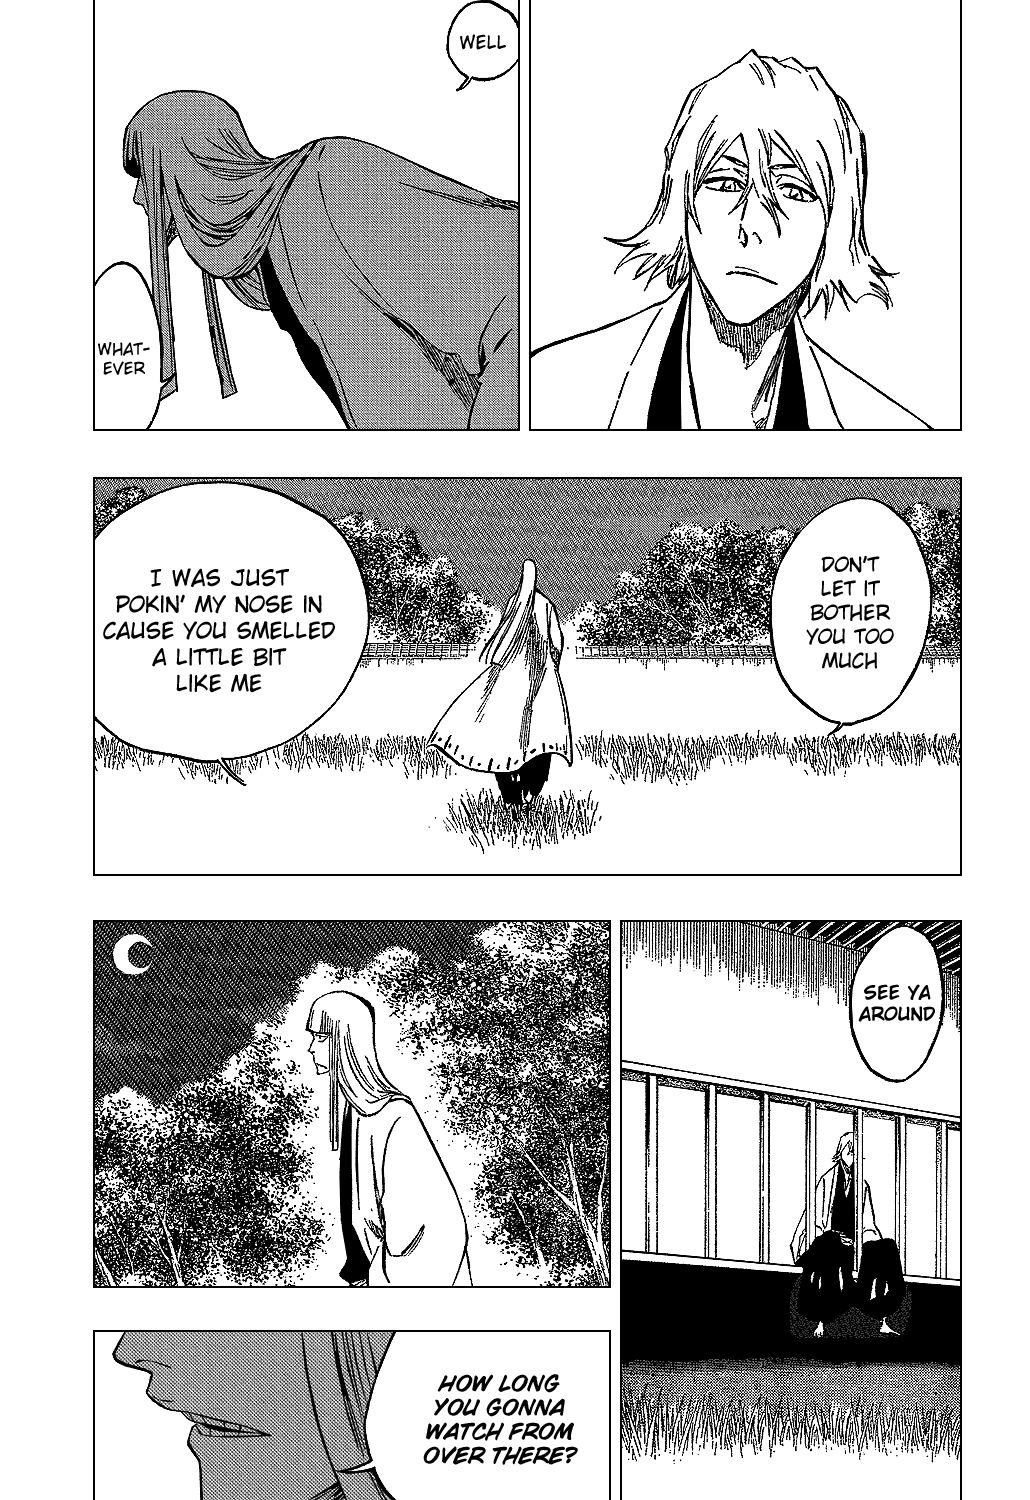 WELL
WHAT-
EVER
DON'T
LET IT
BOTHER
YOU TOO
MUCH
I WAS JUST
POKIN' MY NOSE IN
CAUSE YOU SMELLED
A LITTLE BIT
LIKE ME
SEE YA
AROUND
HOW LONG
YOU GONNA
WATCH FROM
OVER THERE?